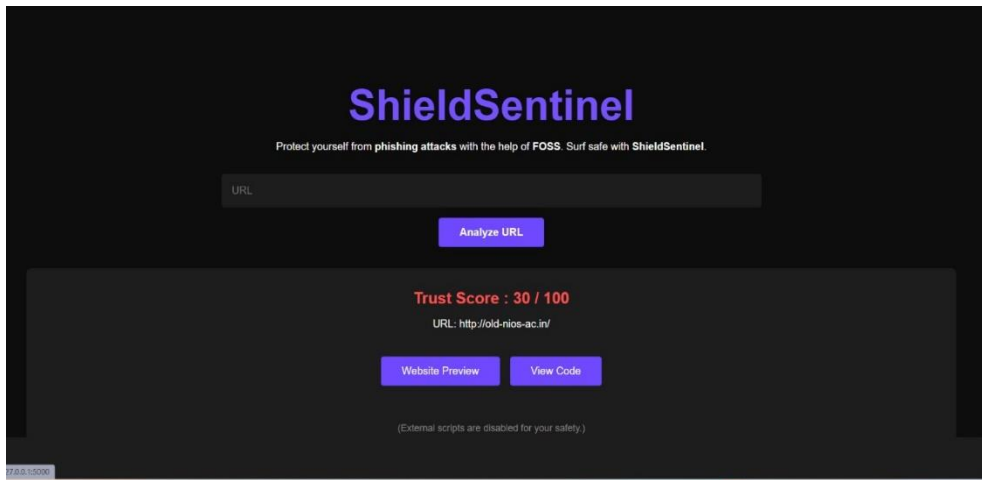 ShieldSentinel
Protect yourself from phishing attacks with the help of FOSS. Surf safe with ShieldSentinel.
URL
Analyze URL
Trust Score : 30 / 100
URL: http://old-nios-ac.in/
Website Preview View Code
(External scripts are disabled for your safety.)
27.0.0.1:5000